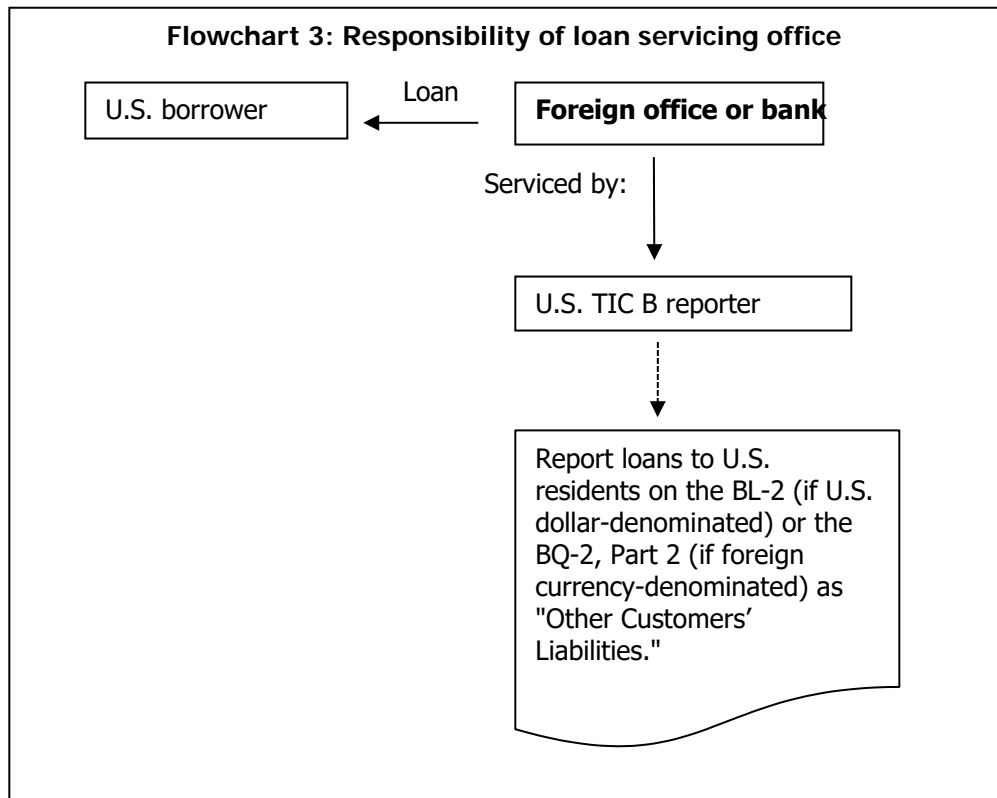 Flowchart 3: Responsibility of loan servicing office
U.S. borrower
Loan
Foreign office or bank
Serviced by:
U.S. TIC B reporter
Report loans to U.S.
residents on the BL-2 (if U.S.
dollar-denominated) or the
BQ-2, Part 2 (if foreign
currency-denominated) as
"Other Customers’
Liabilities."